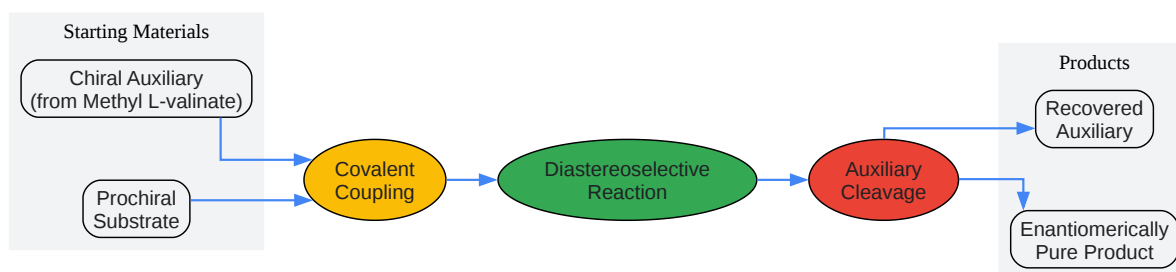 Starting Materials
Chiral Auxiliary
(from Methyl L-valinate)
Prochiral
Substrate
Covalent
Coupling
Diastereoselective
Reaction
Auxiliary
Cleavage
Products
Recovered
Auxiliary
Enantiomerically
Pure Product